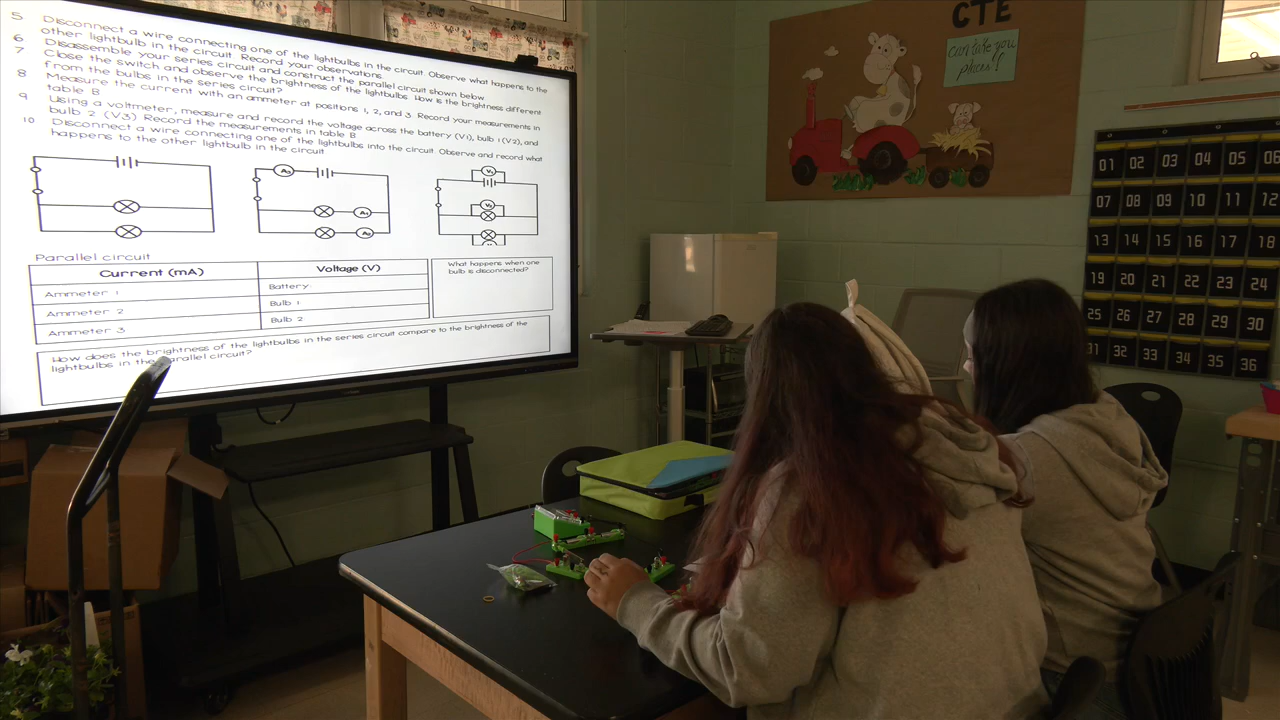 5 Disconnect a wire connecting one of the lightbulbs in the circuit. Observe what happens to the
other lightbulb in the circuit. Record your observations.
6 Disassemble your series circuit and construct the parallel circuit shown below
7 Close the switch and observe the brightness of the lightbulbs. How is the brightness different
from the bulbs in the series circuit?
8 Measure the current with an ammeter at positions 1, 2, and 3. Record your measurements in
table B
9 Using a voltmeter, measure and record the voltage across the battery (V1), bulb 1 (V2), and
bulb 2 (V3) Record the measurements in table B
10 Disconnect a wire connecting one of the lightbulbs into the circuit Observe and record what
happens to the other lightbulb in the circuit
A3
A1
A2
V1
V2
Parallel circuit
Current (mA) Voltage (V)
Ammeter 1 Battery
Ammeter 2 Bulb 1
Ammeter 3 Bulb 2
What happens when one
bulb is disconnected?
How does the brightness of the lightbulbs in the series circuit compare to the brightness of the
lightbulbs in the parallel circuit?
CTE
can take you
places!
01 02 03 04 05 06
07 08 09 10 11 12
13 14 15 16 17 18
19 20 21 22 23 24
25 26 27 28 29 30
31 32 33 34 35 36